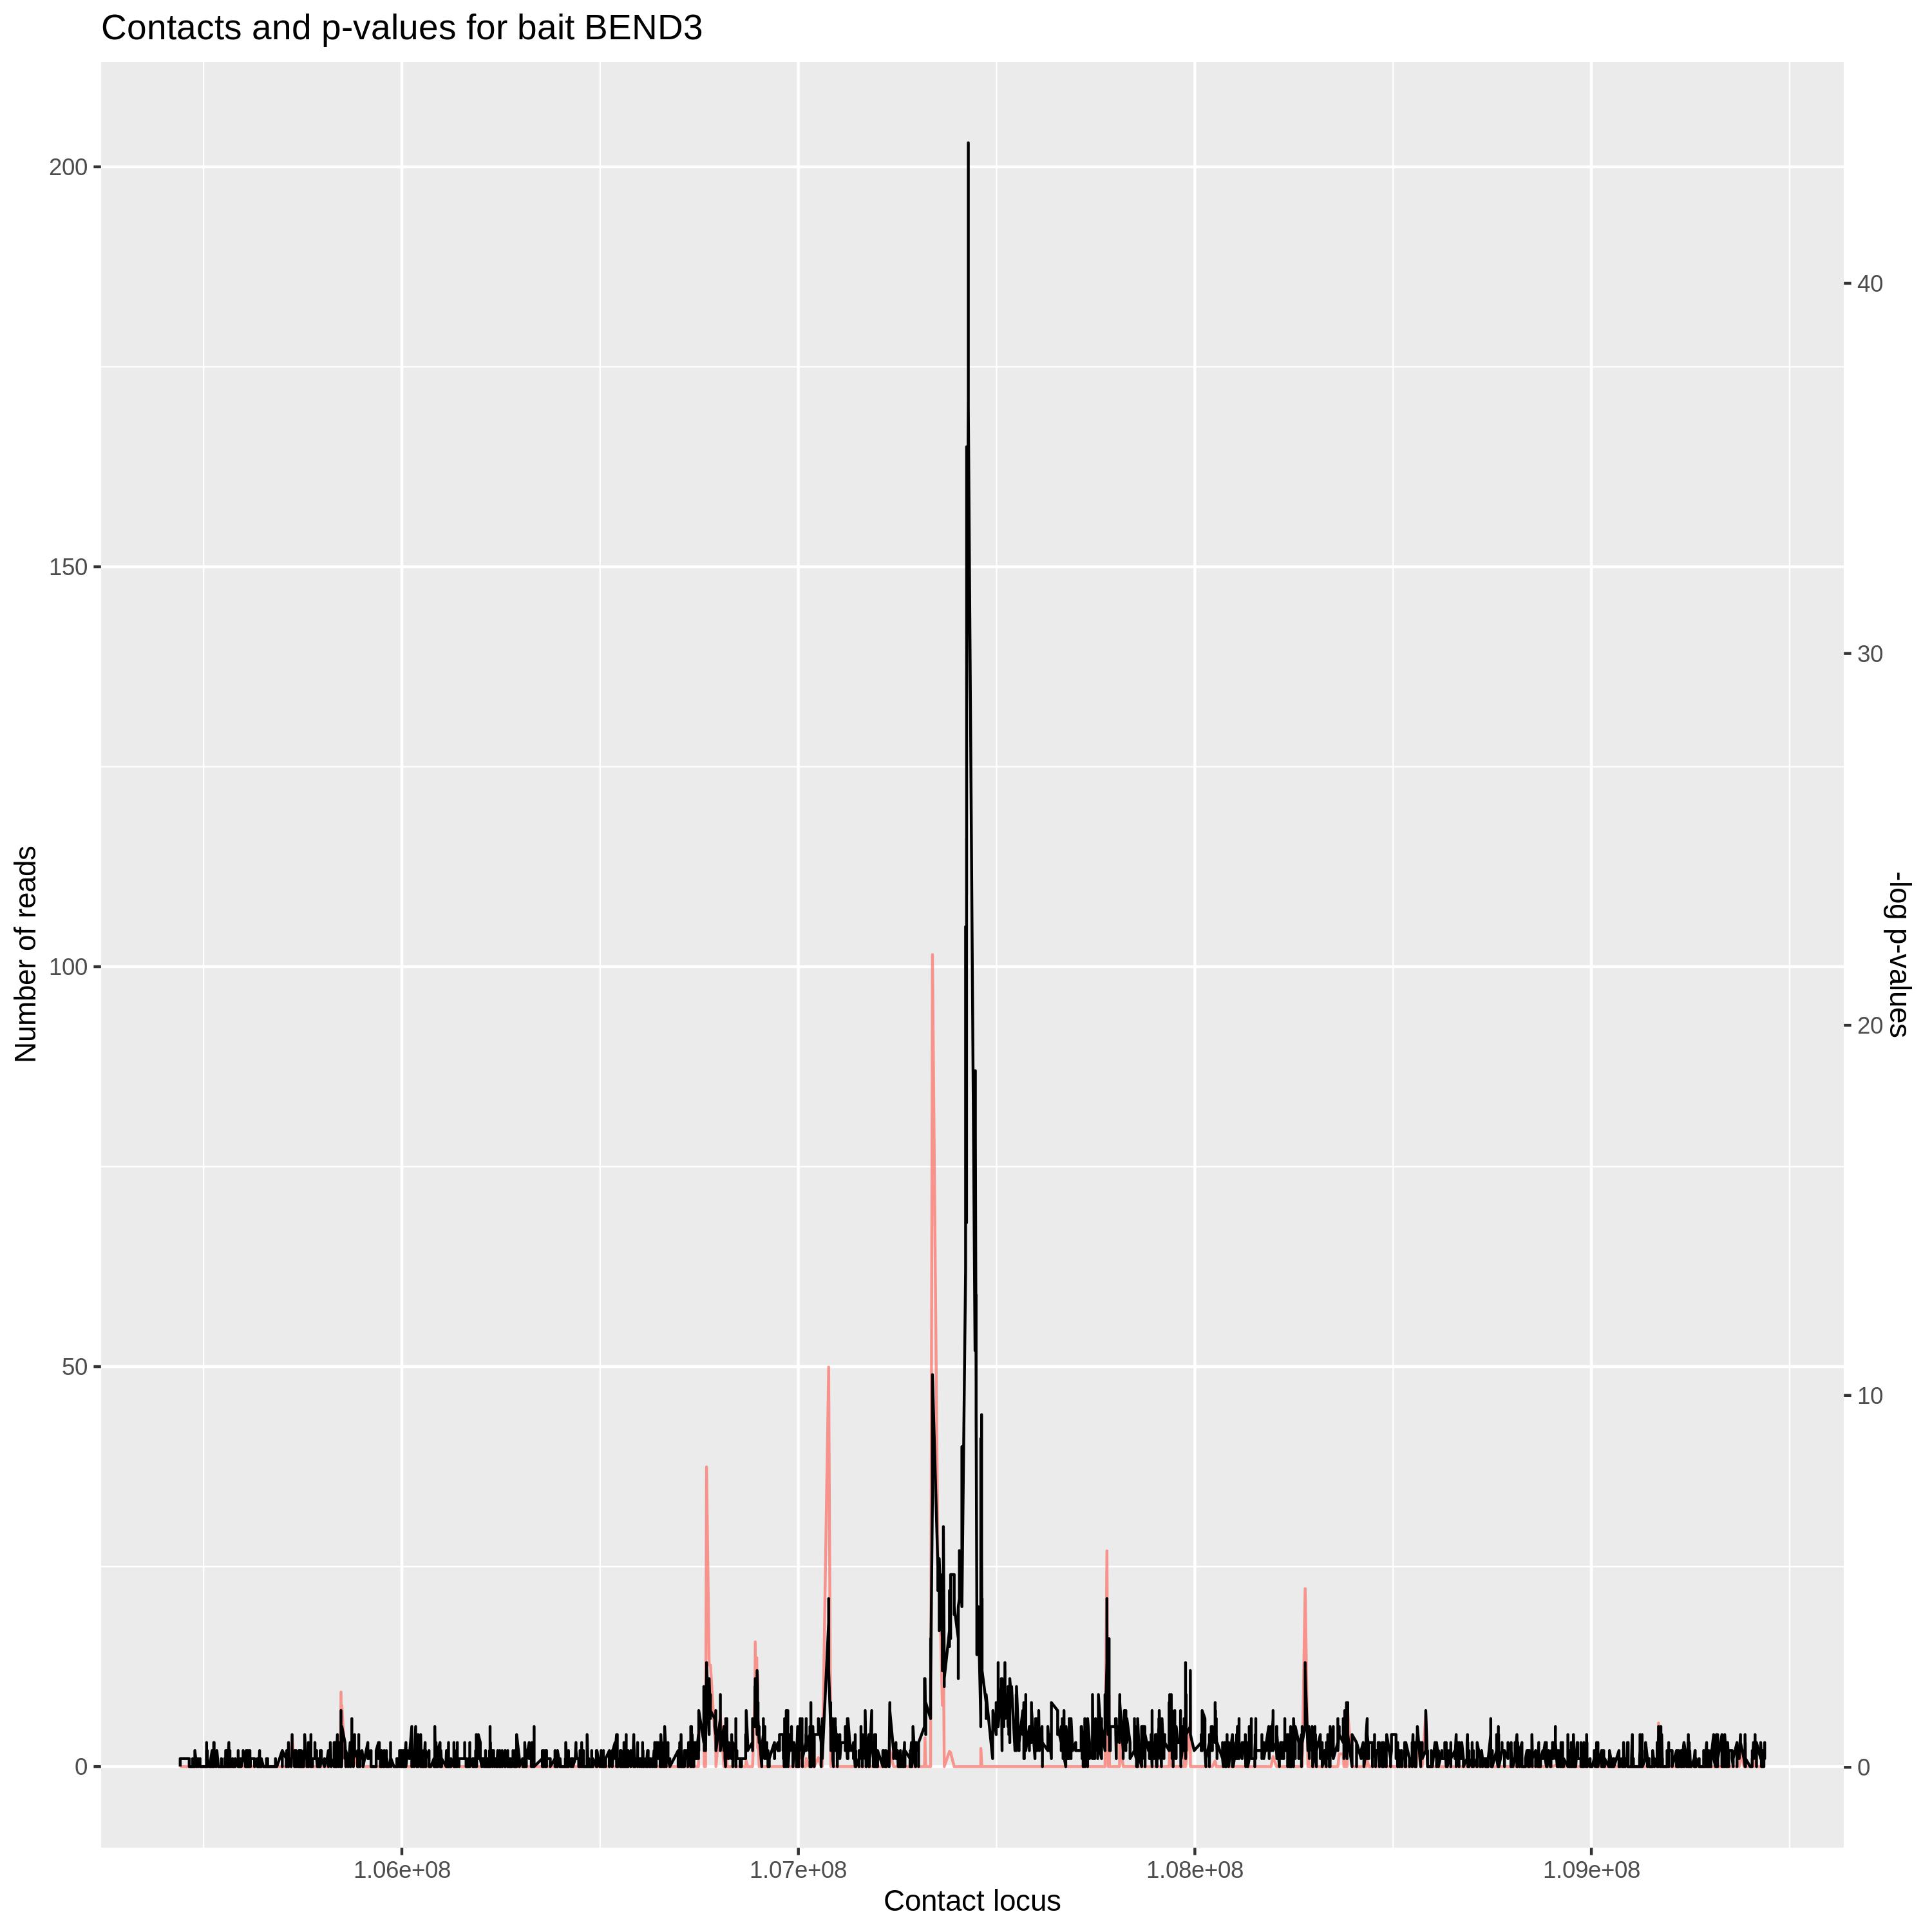 Contacts and p-values for bait BEND3
200
150
100
50
0
Number of reads
40
30
20
10
0
-log p-values
1.06e+08
1.07e+08
1.08e+08
1.09e+08
Contact locus